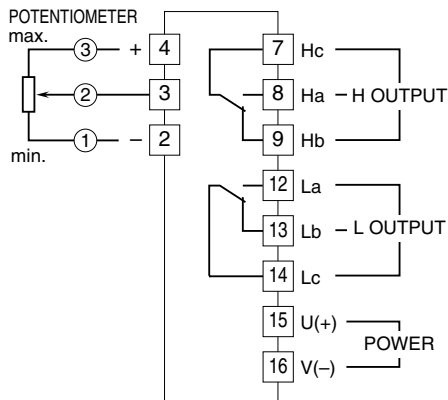 POTENTIOMETER
max.
3 + 4
2 3
1 − 2
min.
7 Hc
8 Ha H OUTPUT
9 Hb
12 La
13 Lb L OUTPUT
14 Lc
15 U(+)
POWER
16 V(−)